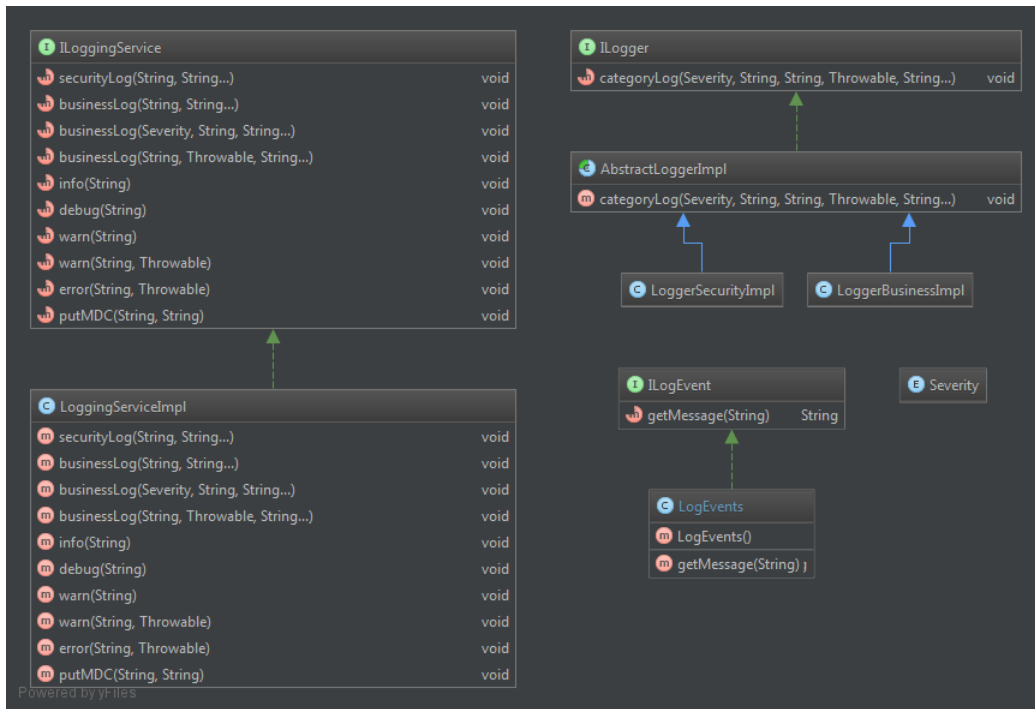 ILoggingService
securityLog(String, String...) void
businessLog(String, String...) void
businessLog(Severity, String, String...) void
businessLog(String, Throwable, String...) void
info(String) void
debug(String) void
warn(String) void
warn(String, Throwable) void
error(String, Throwable) void
putMDC(String, String) void
LoggingServiceImpl
securityLog(String, String...) void
businessLog(String, String...) void
businessLog(Severity, String, String...) void
businessLog(String, Throwable, String...) void
info(String) void
debug(String) void
warn(String) void
warn(String, Throwable) void
error(String, Throwable) void
putMDC(String, String) void
Powered by yFiles
ILogger
categoryLog(Severity, String, String, Throwable, String...) void
AbstractLoggerImpl
categoryLog(Severity, String, String, Throwable, String...) void
LoggerSecurityImpl
LoggerBusinessImpl
ILogEvent
getMessage(String) String
Severity
LogEvents
LogEvents()
getMessage(String)